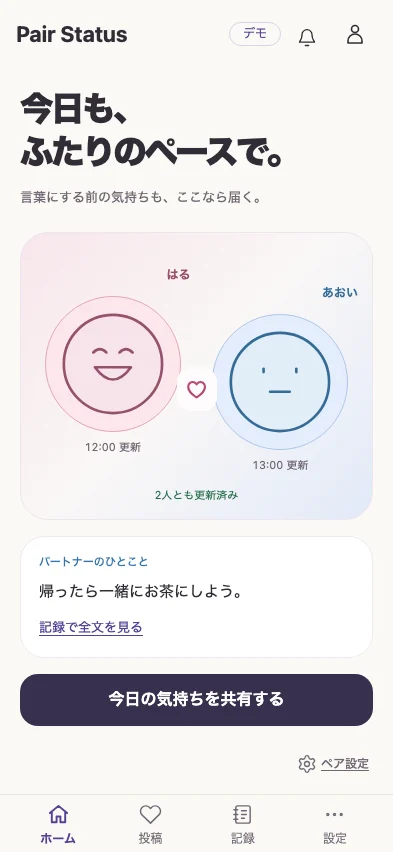 Pair Status
デモ
今日も、
ふたりのペースで。
言葉にする前の気持ちも、ここなら届く。
はる
あおい
12:00 更新
13:00 更新
2人とも更新済み
パートナーのひとこと
帰ったら一緒にお茶にしよう。
記録で全文を見る
今日の気持ちを共有する
ペア設定
ホーム
投稿
記録
設定